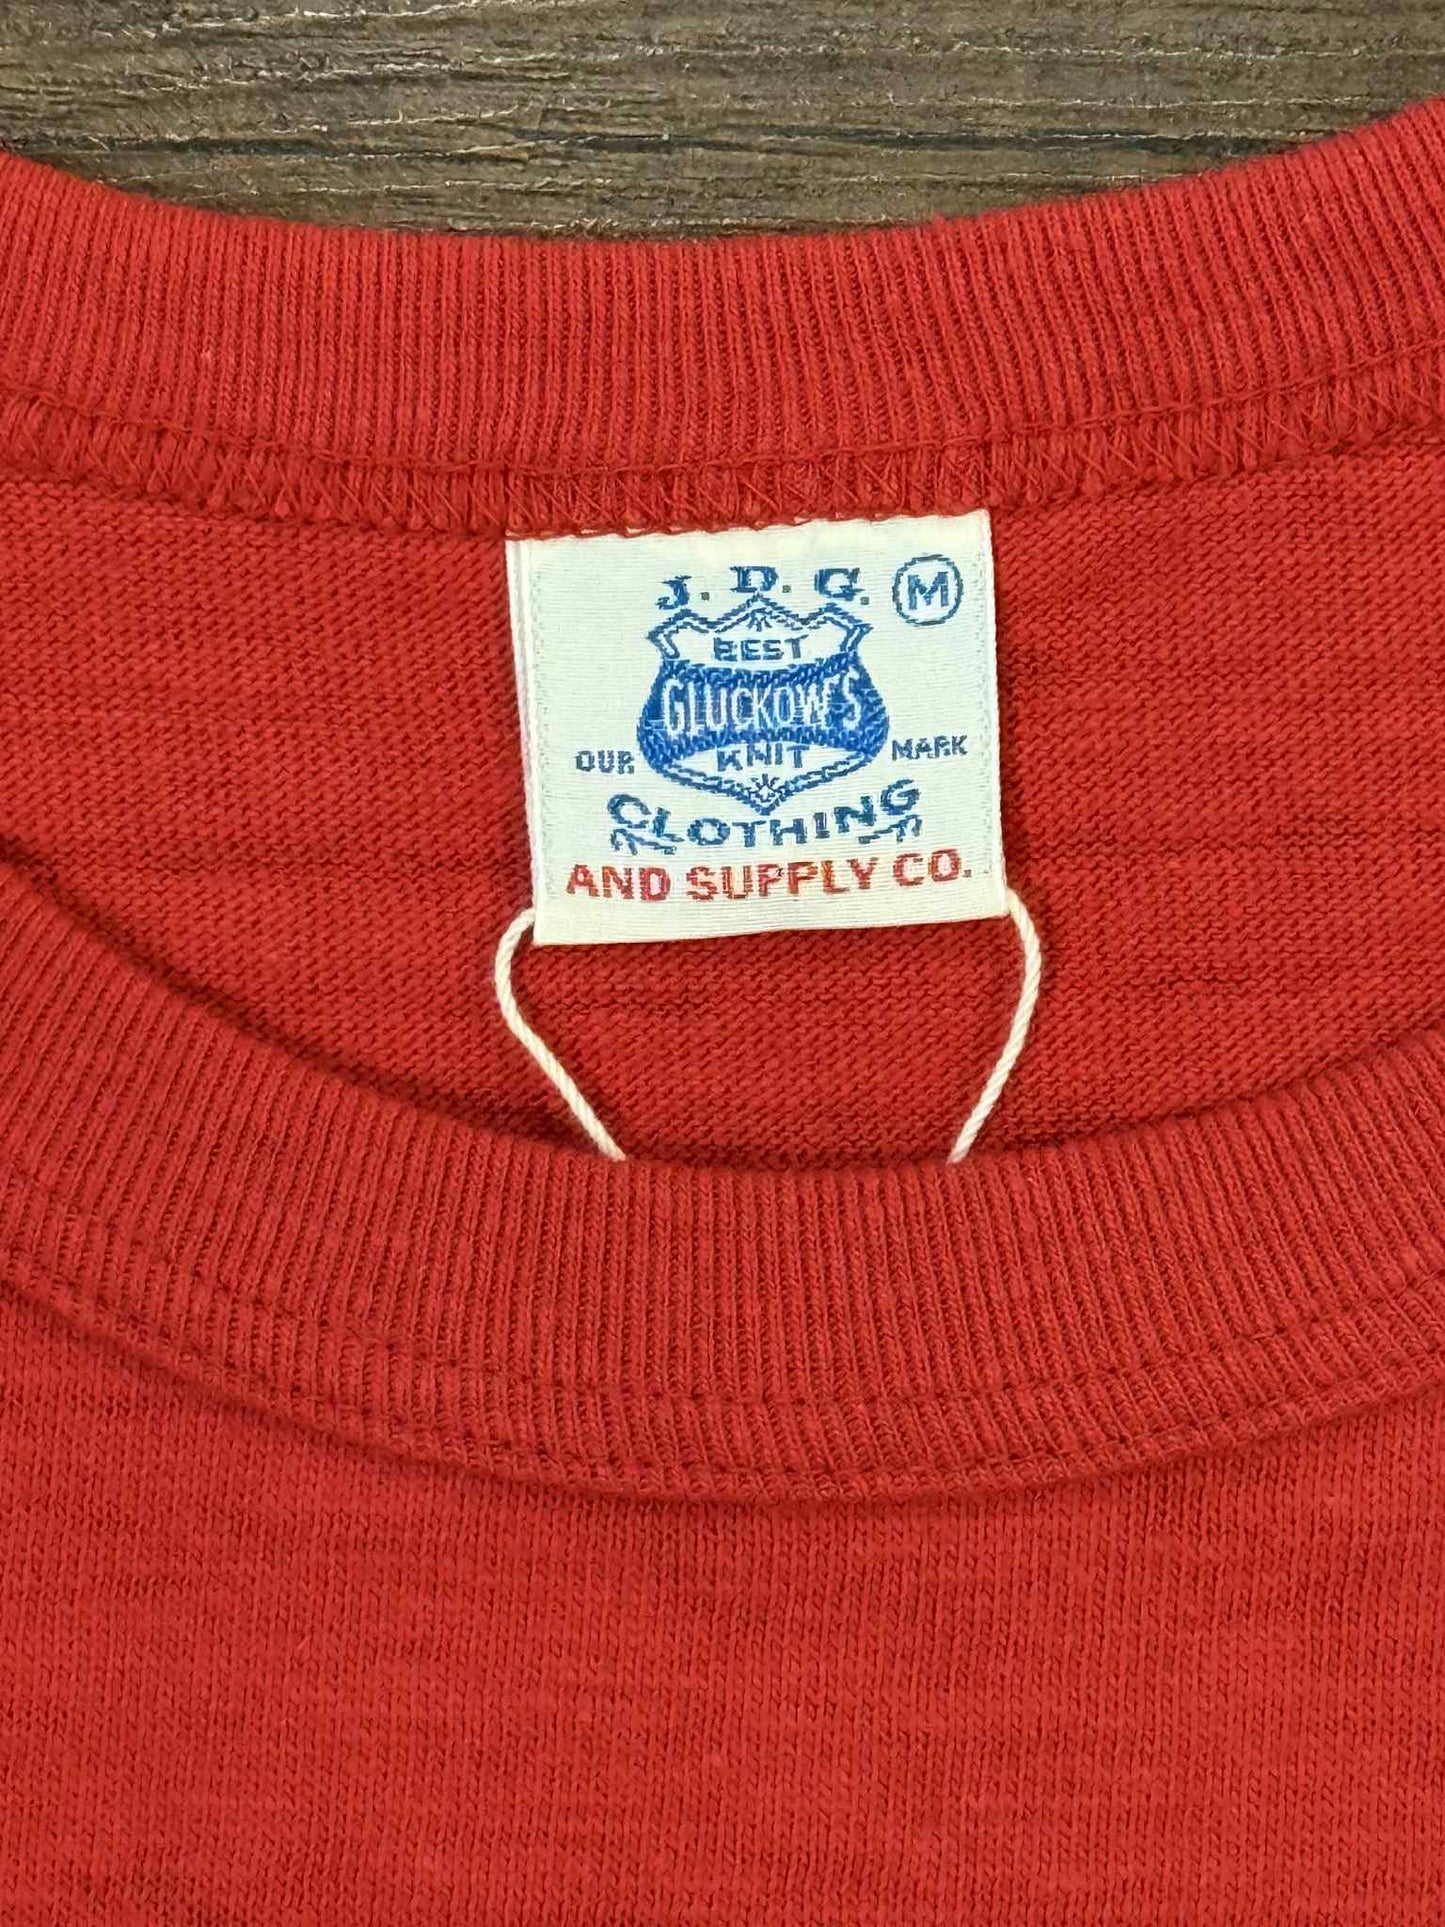 J. D. G. M
BEST
GLUCKOW'S
OUR KNIT MARK
CLOTHING
AND SUPPLY CO.